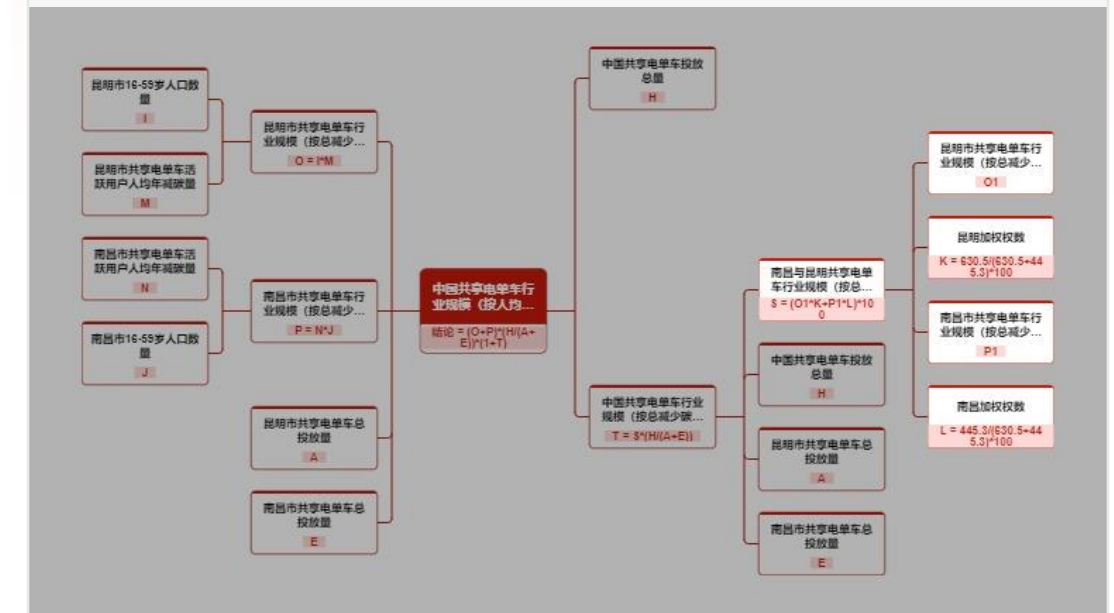 昆明市16-59岁人口数
量
I
昆明市共享电单车活
跃用户人均年减碳量
M
昆明市共享电单车行
业规模（按总减少...
O = I*M
南昌市共享电单车活
跃用户人均年减碳量
N
南昌市16-59岁人口数
量
J
南昌市共享电单车行
业规模（按总减少...
P = N*J
昆明市共享电单车总
投放量
A
南昌市共享电单车总
投放量
E
中国共享电单车行
业规模（按人均...
结论 = (O+P)*(H/(A+
E))*(1+T)
中国共享电单车投放
总量
H
中国共享电单车行业
规模（按总减少碳...
T = S*(H/(A+E))
南昌与昆明共享电单
车行业规模（按总...
S = (O1*K+P1*L)*10
0
中国共享电单车投放
总量
H
昆明市共享电单车总
投放量
A
南昌市共享电单车总
投放量
E
昆明市共享电单车行
业规模（按总减少...
O1
昆明加权权数
K = 630.5/(630.5+44
5.3)*100
南昌市共享电单车行
业规模（按总减少...
P1
南昌加权权数
L = 445.3/(630.5+44
5.3)*100